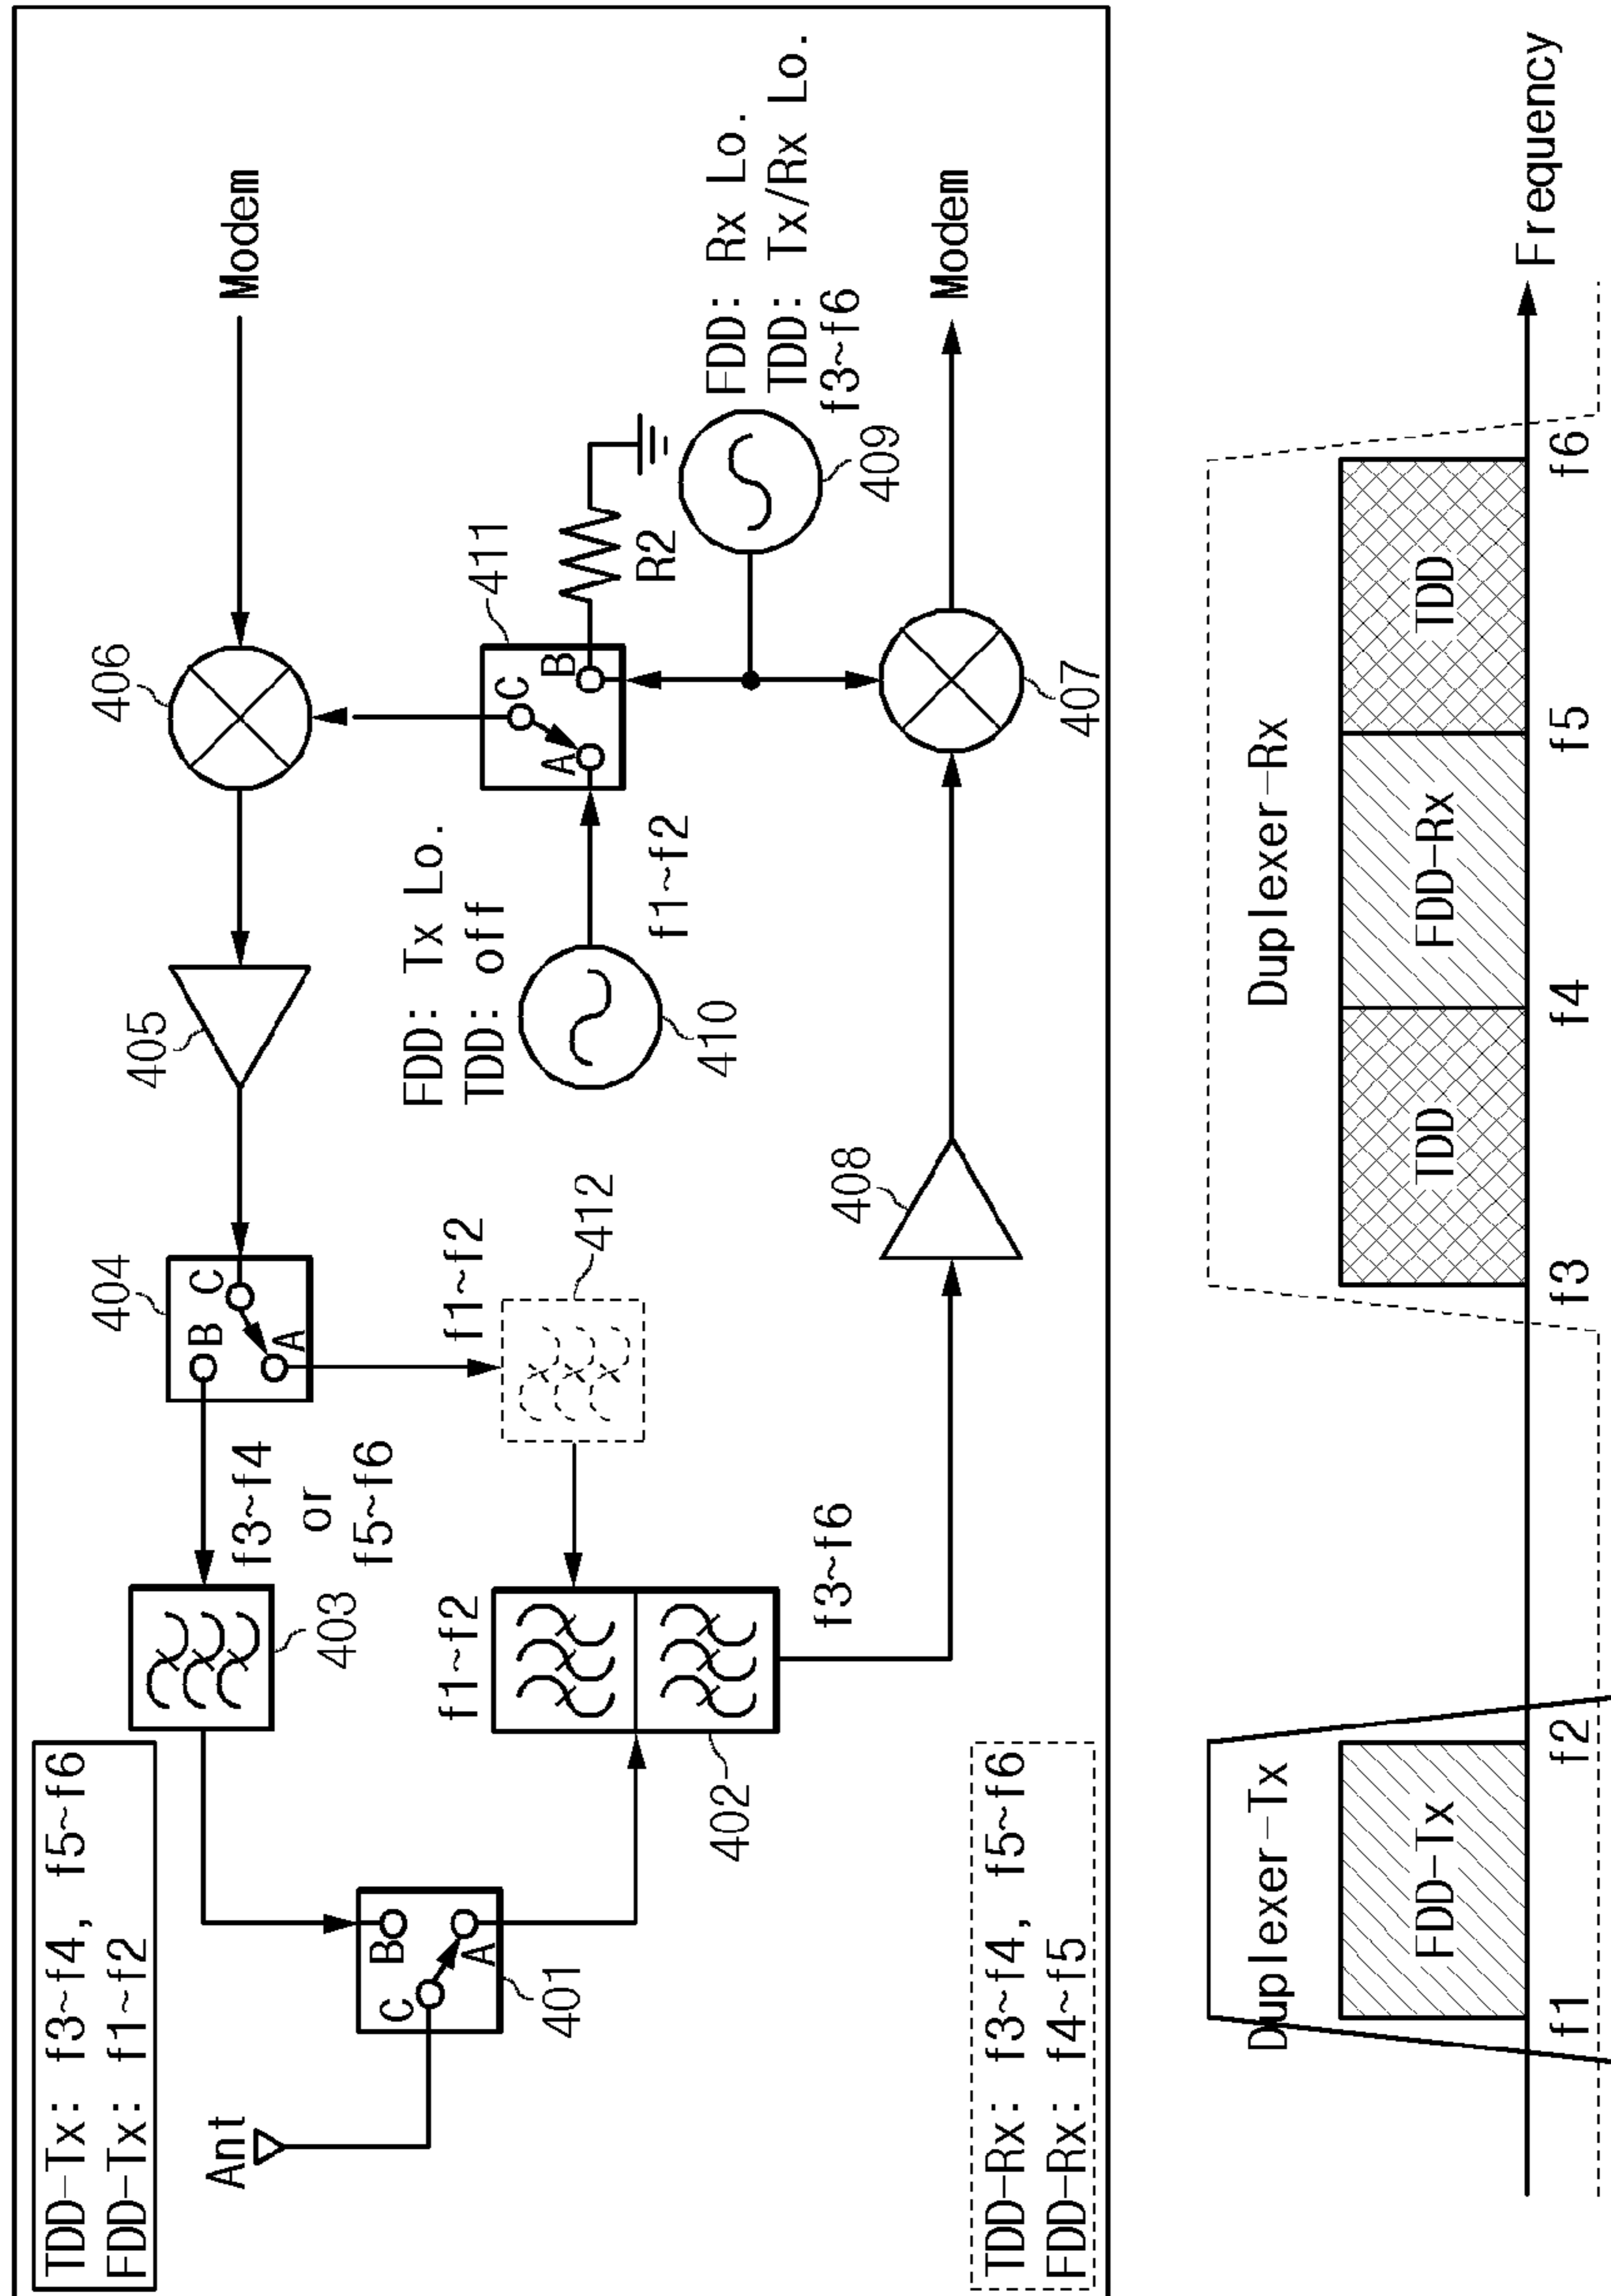 TDD-Tx: f3~f4, f5~f6
FDD-Tx: f1~f2
Ant
C
B
A
401
403
f3~f4
or
f5~f6
404
B
C
A
405
406
Modem
f1~f2
412
f1~f2
402
FDD: Tx Lo.
TDD: off
410
f1~f2
411
A
C
B
R2
FDD: Rx Lo.
TDD: Tx/Rx Lo.
f3~f6
409
f3~f6
408
407
Modem
TDD-Rx: f3~f4, f5~f6
FDD-Rx: f4~f5
Duplexer-Tx
Duplexer-Rx
FDD-Tx
TDD
FDD-Rx
TDD
f1
f2
f3
f4
f5
f6
Frequency